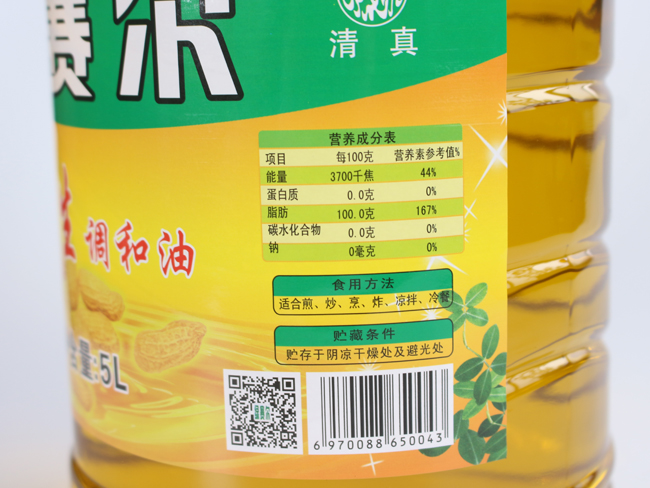 清真
生调和油
营养成分表
项目 每100克 营养素参考值%
能量 3700千焦 44%
蛋白质 0.0克 0%
脂肪 100.0克 167%
碳水化合物 0.0克 0%
钠 0毫克 0%
食用方法
适合煎、炒、烹、炸、凉拌、冷餐
贮藏条件
贮存于阴凉干燥处及避光处
量:5L
6 970088 650043